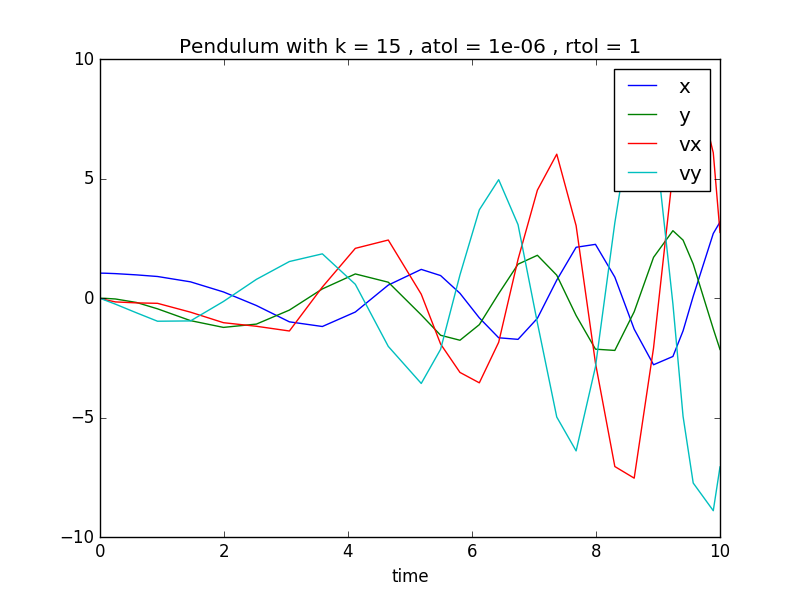 Pendulum with k = 15 , atol = 1e-06 , rtol = 1
10
5
0
−5
−10
x
y
vx
vy
0 2 4 6 8 10
time